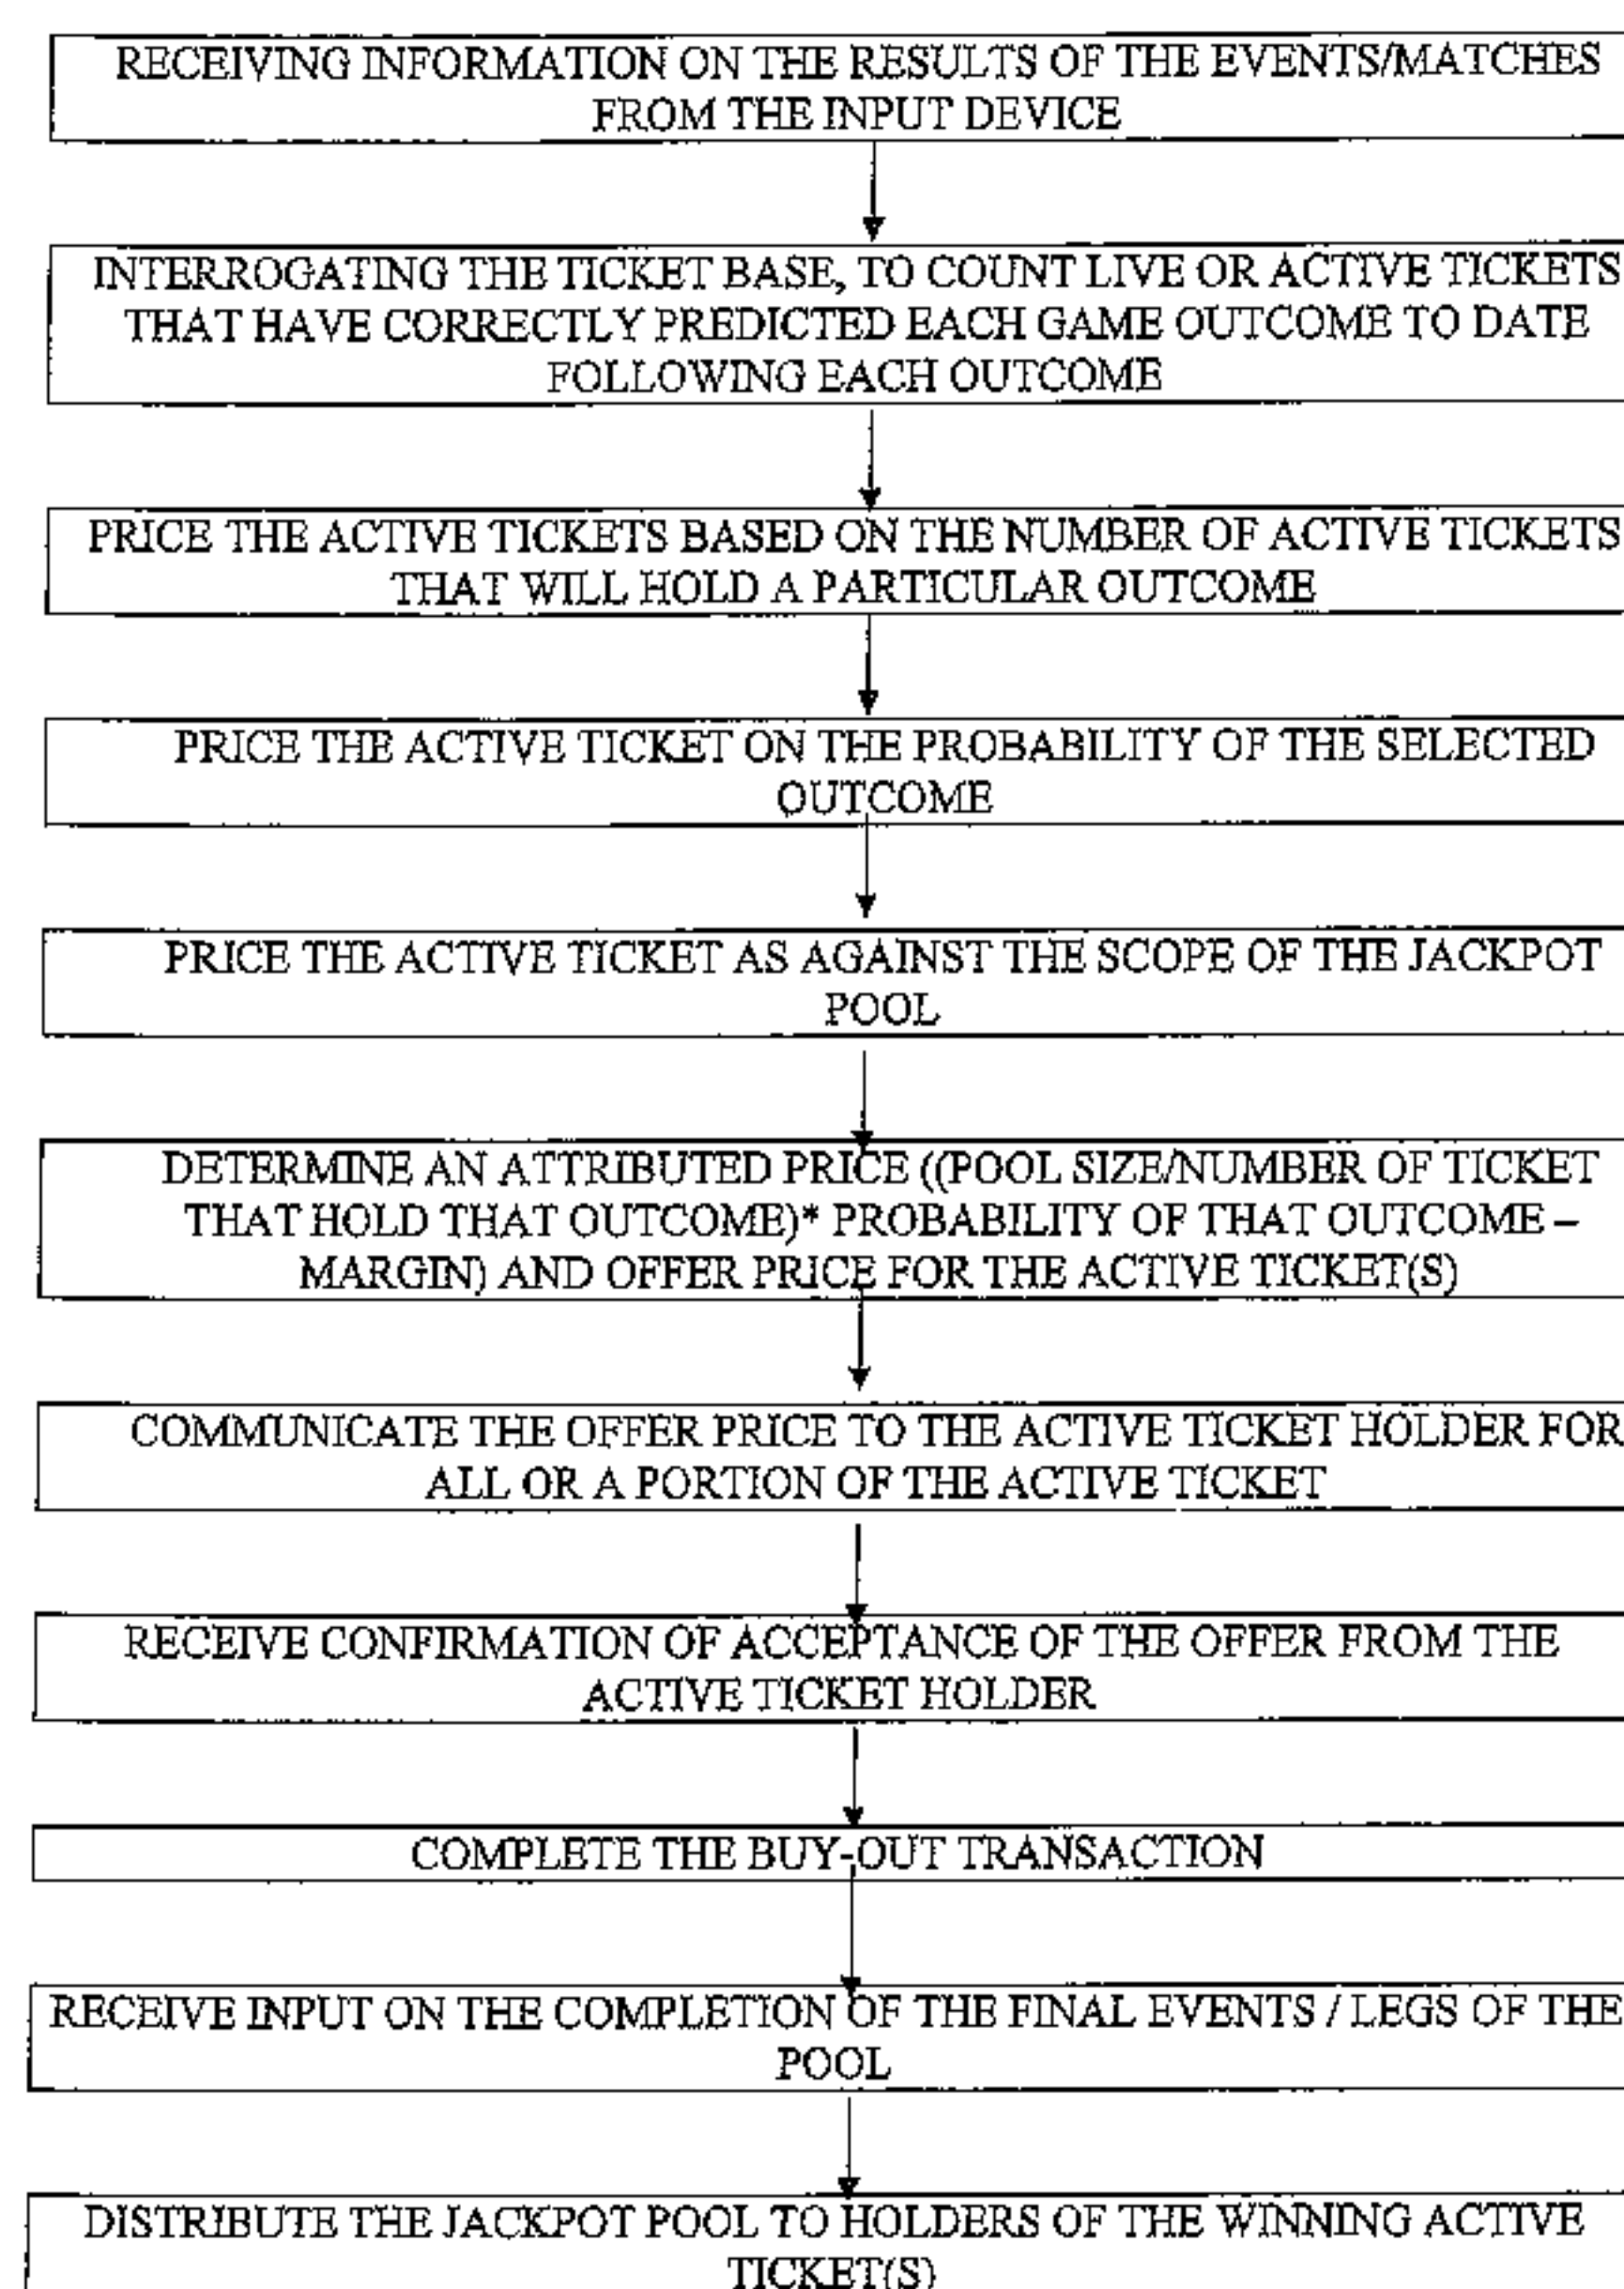 RECEIVING INFORMATION ON THE RESULTS OF THE EVENTS/MATCHES
FROM THE INPUT DEVICE
INTERROGATING THE TICKET BASE, TO COUNT LIVE OR ACTIVE TICKETS
THAT HAVE CORRECTLY PREDICTED EACH GAME OUTCOME TO DATE
FOLLOWING EACH OUTCOME
PRICE THE ACTIVE TICKETS BASED ON THE NUMBER OF ACTIVE TICKETS
THAT WILL HOLD A PARTICULAR OUTCOME
PRICE THE ACTIVE TICKET ON THE PROBABILITY OF THE SELECTED
OUTCOME
PRICE THE ACTIVE TICKET AS AGAINST THE SCOPE OF THE JACKPOT
POOL
DETERMINE AN ATTRIBUTED PRICE ((POOL SIZE/NUMBER OF TICKET
THAT HOLD THAT OUTCOME)* PROBABILITY OF THAT OUTCOME –
MARGIN) AND OFFER PRICE FOR THE ACTIVE TICKET(S)
COMMUNICATE THE OFFER PRICE TO THE ACTIVE TICKET HOLDER FOR
ALL OR A PORTION OF THE ACTIVE TICKET
RECEIVE CONFIRMATION OF ACCEPTANCE OF THE OFFER FROM THE
ACTIVE TICKET HOLDER
COMPLETE THE BUY-OUT TRANSACTION
RECEIVE INPUT ON THE COMPLETION OF THE FINAL EVENTS / LEGS OF THE
POOL
DISTRIBUTE THE JACKPOT POOL TO HOLDERS OF THE WINNING ACTIVE
TICKET(S)